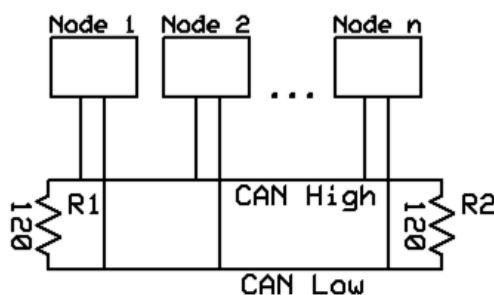 Node 1 Node 2 Node n
...
CAN High
120 R1 120 R2
CAN Low